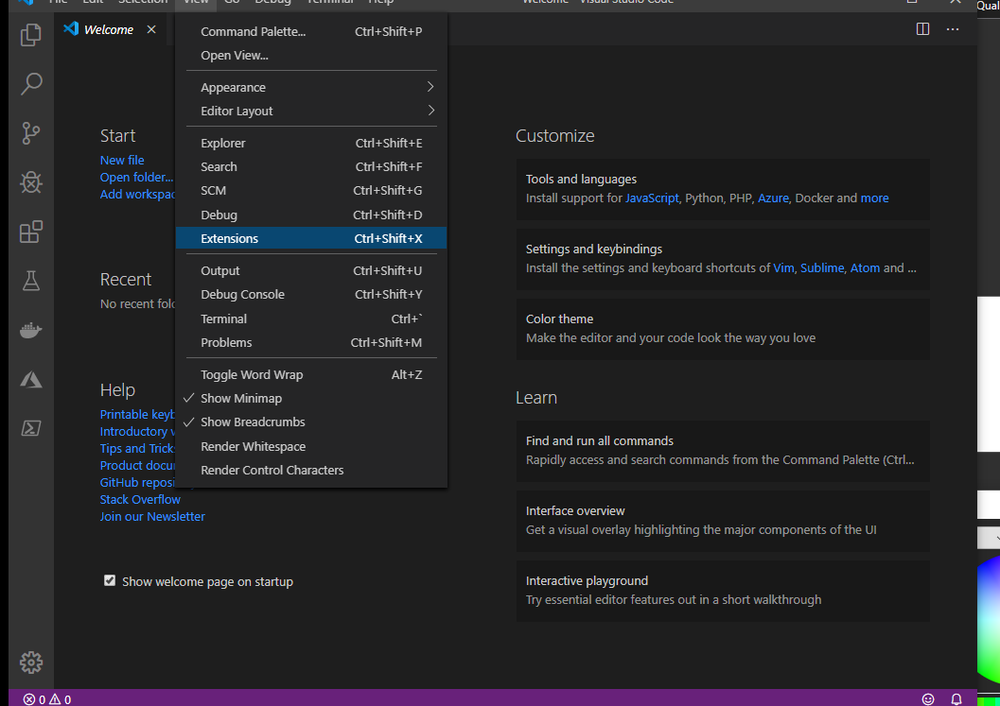 File Edit Selection View Go Debug Terminal Help
Welcome - Visual Studio Code
Qual
Welcome
Command Palette... Ctrl+Shift+P
Open View...
Appearance
Editor Layout
Explorer Ctrl+Shift+E
Search Ctrl+Shift+F
SCM Ctrl+Shift+G
Debug Ctrl+Shift+D
Extensions Ctrl+Shift+X
Output Ctrl+Shift+U
Debug Console Ctrl+Shift+Y
Terminal Ctrl+`
Problems Ctrl+Shift+M
Toggle Word Wrap Alt+Z
Show Minimap
Show Breadcrumbs
Render Whitespace
Render Control Characters
Start
New file
Open folder...
Add workspac
Recent
No recent fold
Help
Printable keyb
Introductory v
Tips and Trick
Product docu
GitHub reposi
Stack Overflow
Join our Newsletter
Show welcome page on startup
Customize
Tools and languages
Install support for JavaScript, Python, PHP, Azure, Docker and more
Settings and keybindings
Install the settings and keyboard shortcuts of Vim, Sublime, Atom and ...
Color theme
Make the editor and your code look the way you love
Learn
Find and run all commands
Rapidly access and search commands from the Command Palette (Ctrl...
Interface overview
Get a visual overlay highlighting the major components of the UI
Interactive playground
Try essential editor features out in a short walkthrough
0 0